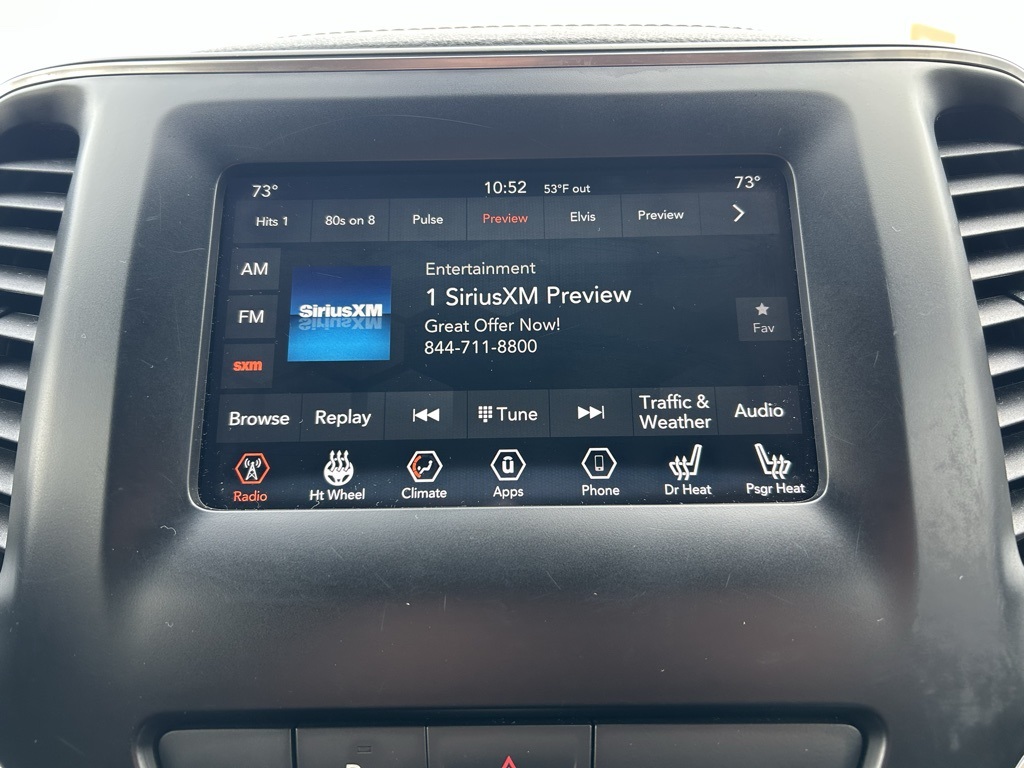 73° 10:52 53°F out 73°
Hits 1 80s on 8 Pulse Preview Elvis Preview
AM
FM
sxm
SiriusXM
Entertainment
1 SiriusXM Preview
Great Offer Now!
844-711-8800
Fav
Browse Replay Tune Traffic & Weather Audio
Radio Ht Wheel Climate Apps Phone Dr Heat Psgr Heat